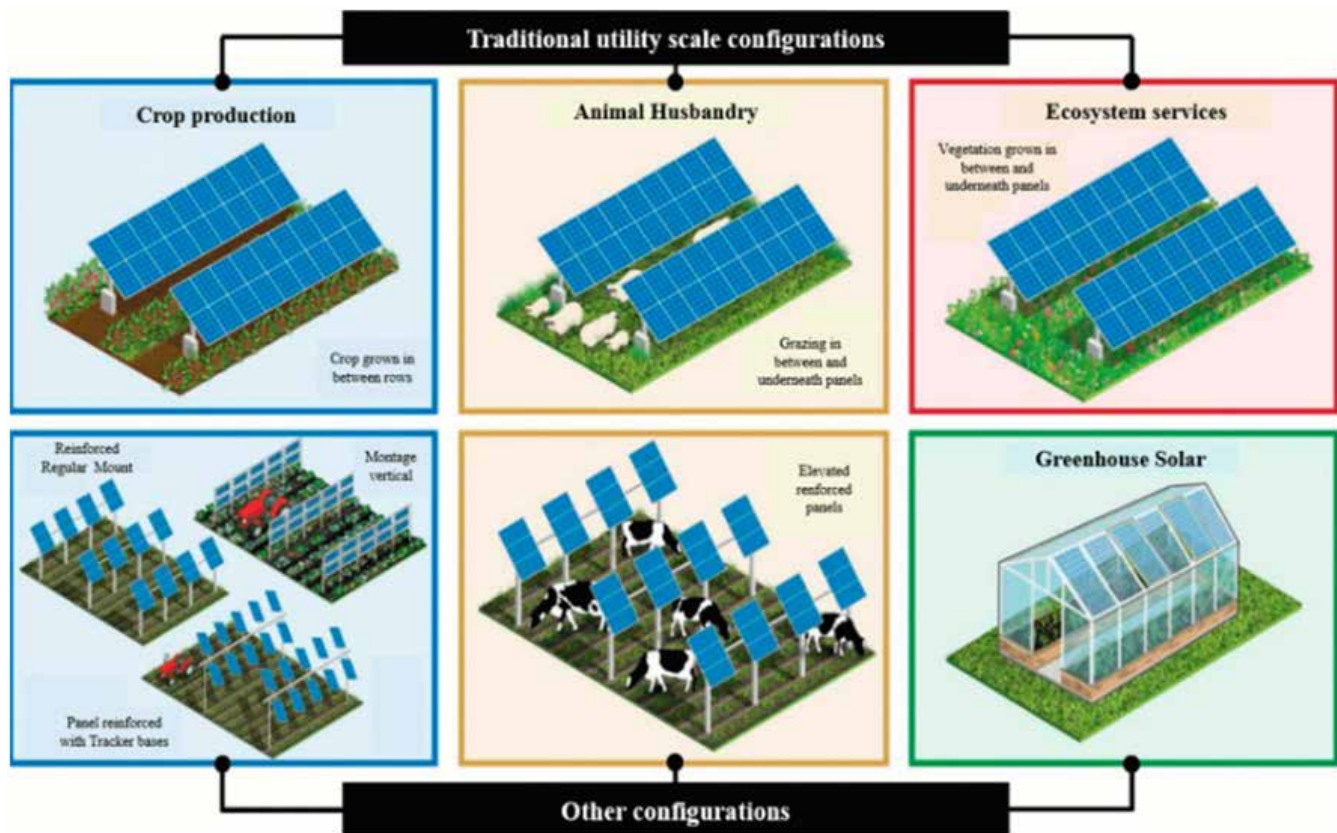 Traditional utility scale configurations
Crop production
Crop grown in
between rows
Animal Husbandry
Grazing in
between and
underneath panels
Ecosystem services
Vegetation grown in
between and
underneath panels
Reinforced
Regular Mount
Montage
vertical
Panel reinforced
with Tracker bases
Elevated
renforced
panels
Greenhouse Solar
Other configurations